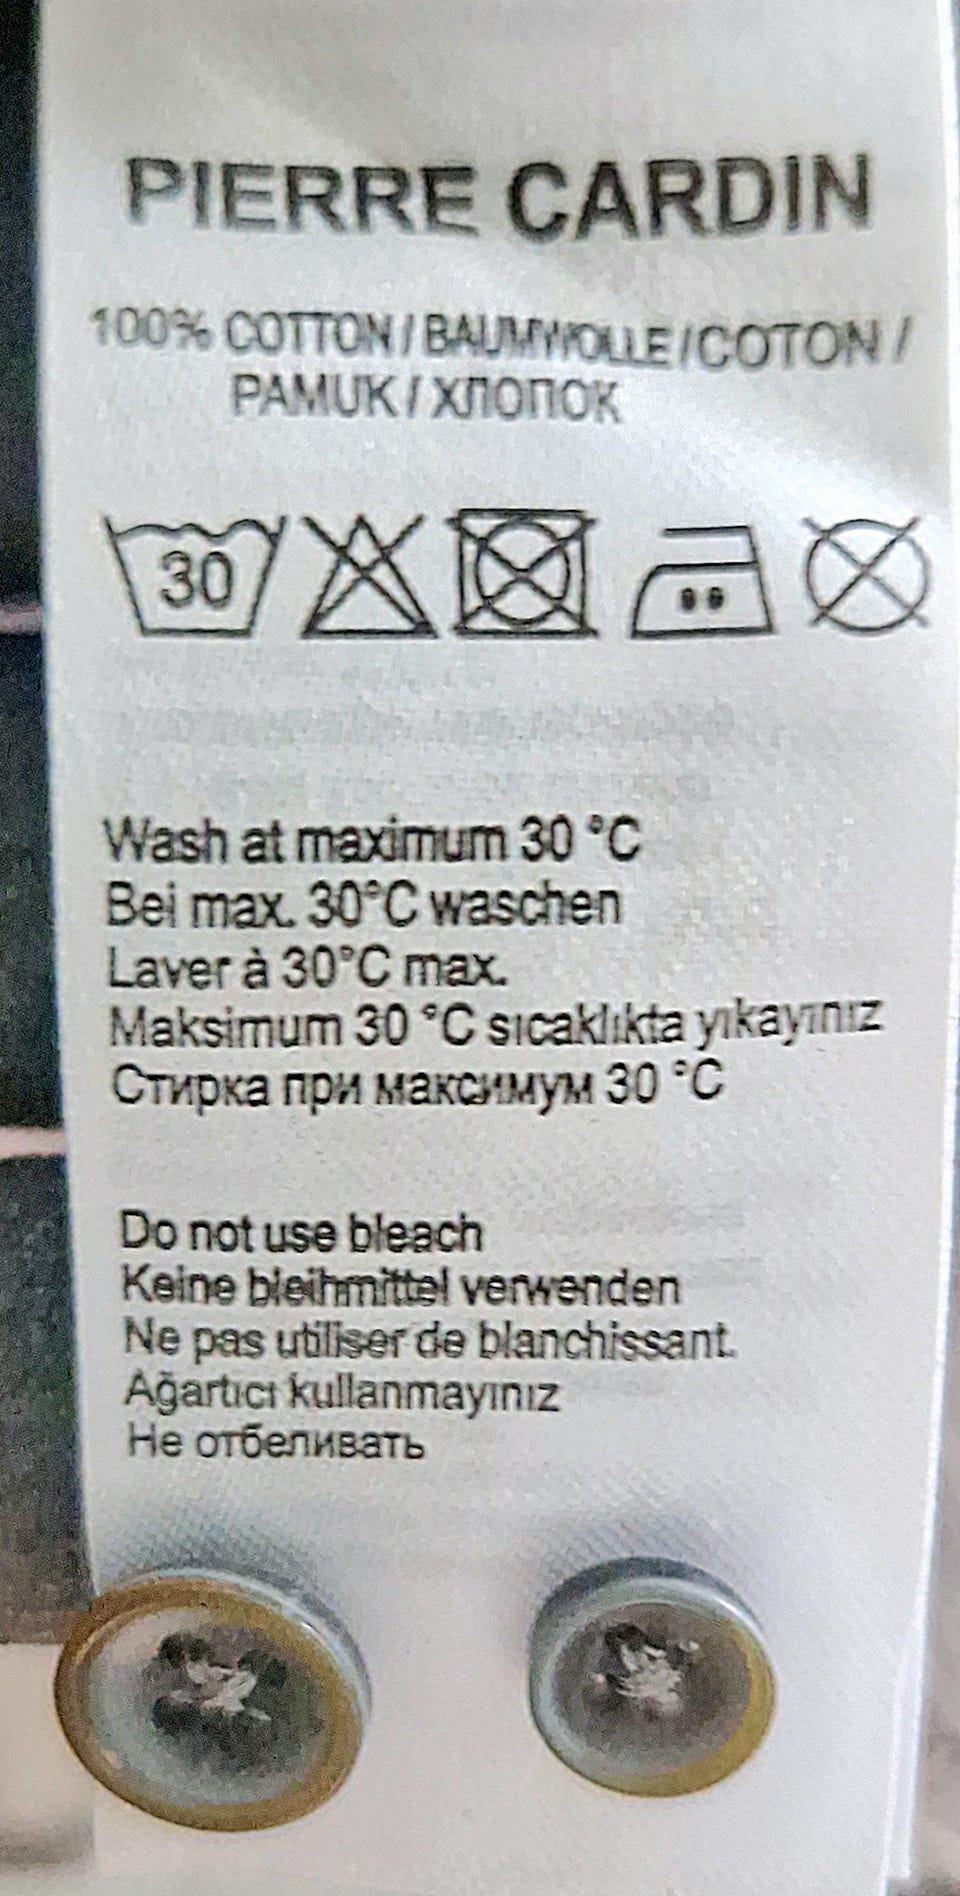 PIERRE CARDIN
100% COTTON / BAUMWOLLE / COTON /
PAMUK / ХЛОПОК
30
Wash at maximum 30 °C
Bei max. 30°C waschen
Laver à 30°C max.
Maksimum 30 °C sıcaklıkta yıkayınız
Стирка при максимум 30 °C
Do not use bleach
Keine bleihmittel verwenden
Ne pas utiliser de blanchissant.
Ağartıcı kullanmayınız
Не отбеливать